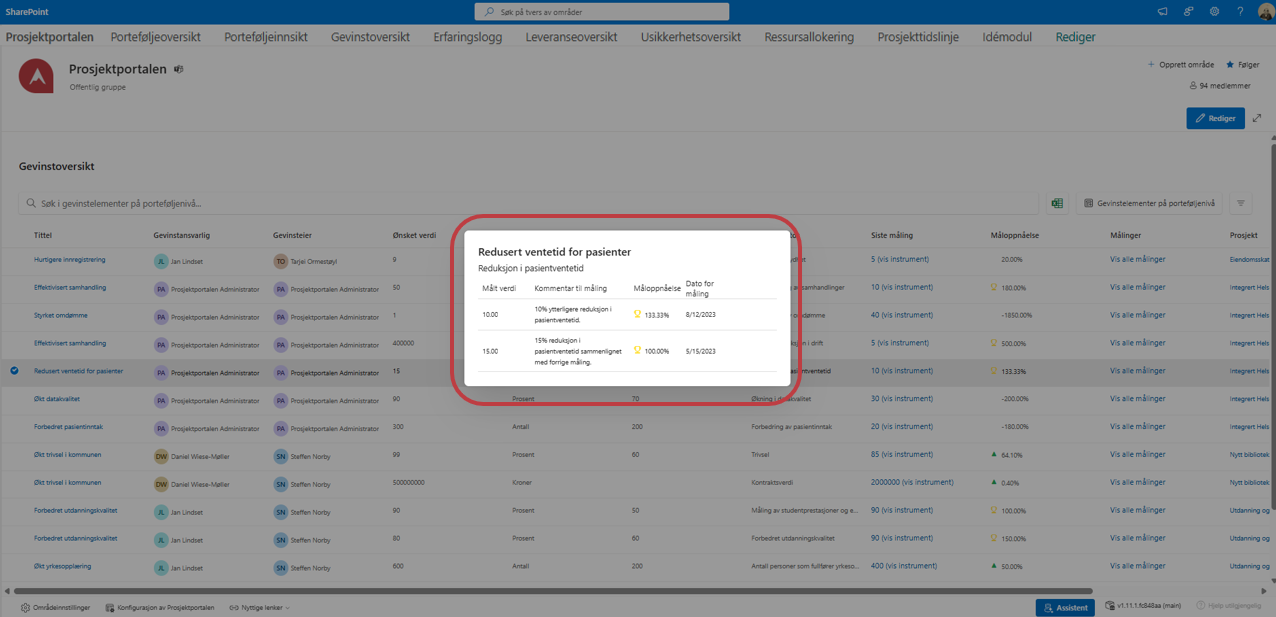 SharePoint
Søk på tvers av områder
Prosjektportalen Porteføljeoversikt Porteføljeinnsikt Gevinstoversikt Erfaringslogg Leveranseoversikt Usikkerhetsoversikt Ressursallokering Prosjekttidslinje Idémodul Rediger
Prosjektportalen
Offentlig gruppe
Opprett område Følger
94 medlemmer
Rediger
Gevinstoversikt
Søk i gevinstelementer på porteføljenivå...
Gevinstelementer på porteføljenivå
Tittel Gevinstansvarlig Gevinsteier Ønsket verdi Siste måling Måloppnåelse Målinger Prosjekt
Hurtigere innregistrering JL Jan Lindset TO Tarjei Ormestøyl 9 5 (vis instrument) 20.00% Vis alle målinger Eiendomsskat
Effektivisert samhandling PA Prosjektportalen Administrator PA Prosjektportalen Administrator 50 10 (vis instrument) 180.00% Vis alle målinger Integrert Hels
Styrket omdømme PA Prosjektportalen Administrator PA Prosjektportalen Administrator 1 40 (vis instrument) -1850.00% Vis alle målinger Integrert Hels
Effektivisert samhandling PA Prosjektportalen Administrator PA Prosjektportalen Administrator 400000 5 (vis instrument) 500.00% Vis alle målinger Integrert Hels
Redusert ventetid for pasienter PA Prosjektportalen Administrator PA Prosjektportalen Administrator 15 10 (vis instrument) 133.33% Vis alle målinger Integrert Hels
Redusert ventetid for pasienter
Reduksjon i pasientventetid
Målt verdi Kommentar til måling Måloppnåelse Dato for
måling
10.00 10% ytterligere reduksjon i
pasientventetid. 133.33% 8/12/2023
15.00 15% reduksjon i
pasientventetid sammenlignet
med forrige måling. 100.00% 5/15/2023
Økt datakvalitet PA Prosjektportalen Administrator PA Prosjektportalen Administrator 90 Prosent 70 Økning i datakvalitet 30 (vis instrument) -200.00% Vis alle målinger Integrert Hels
Forbedret pasientinntak PA Prosjektportalen Administrator PA Prosjektportalen Administrator 300 Antall 200 Forbedring av pasientinntak 20 (vis instrument) -180.00% Vis alle målinger Integrert Hels
Økt trivsel i kommunen DW Daniel Wiese-Møller SN Steffen Norby 99 Prosent 60 Trivsel 85 (vis instrument) 64.10% Vis alle målinger Nytt bibliotek
Økt trivsel i kommunen DW Daniel Wiese-Møller SN Steffen Norby 500000000 Kroner Kontraktsverdi 2000000 (vis instrument) 0.40% Vis alle målinger Nytt bibliotek
Forbedret utdanningskvalitet JL Jan Lindset SN Steffen Norby 90 Prosent 50 Måling av studentprestasjoner og e... 90 (vis instrument) 100.00% Vis alle målinger Utdanning og
Forbedret utdanningskvalitet JL Jan Lindset SN Steffen Norby 80 Prosent 60 Forbedret utdanningskvalitet 90 (vis instrument) 150.00% Vis alle målinger Utdanning og
Økt yrkesopplæring JL Jan Lindset SN Steffen Norby 600 Antall 200 Antall personer som fullfører yrkeso... 400 (vis instrument) 50.00% Vis alle målinger Utdanning og
Områdeinnstillinger Konfigurasjon av Prosjektportalen Nyttige lenker Assistent v1.11.1.fc848aa (main) Hjelp utilgjengelig